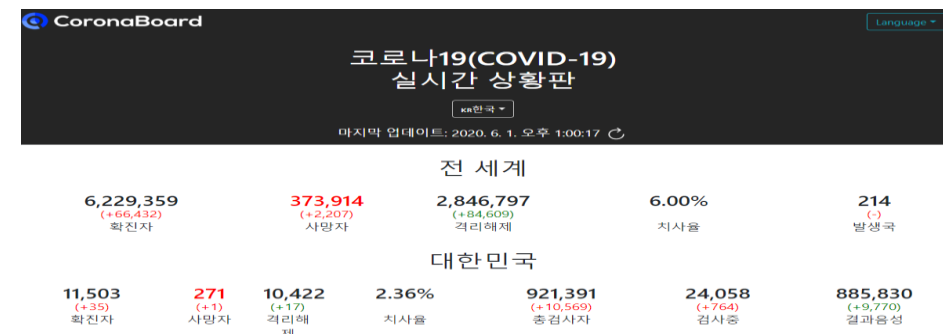 CoronaBoard
Language
코로나19(COVID-19)
실시간 상황판
KR한국
마지막 업데이트: 2020. 6. 1. 오후 1:00:17
전 세계
6,229,359 373,914 2,846,797 6.00% 214
(+66,432) (+2,207) (+84,609) (-)
확진자 사망자 격리해제 치사율 발생국
대한민국
11,503 271 10,422 2.36% 921,391 24,058 885,830
(+35) (+1) (+17) (+10,569) (+764) (+9,770)
확진자 사망자 격리해 치사율 총검사자 검사중 결과음성
제